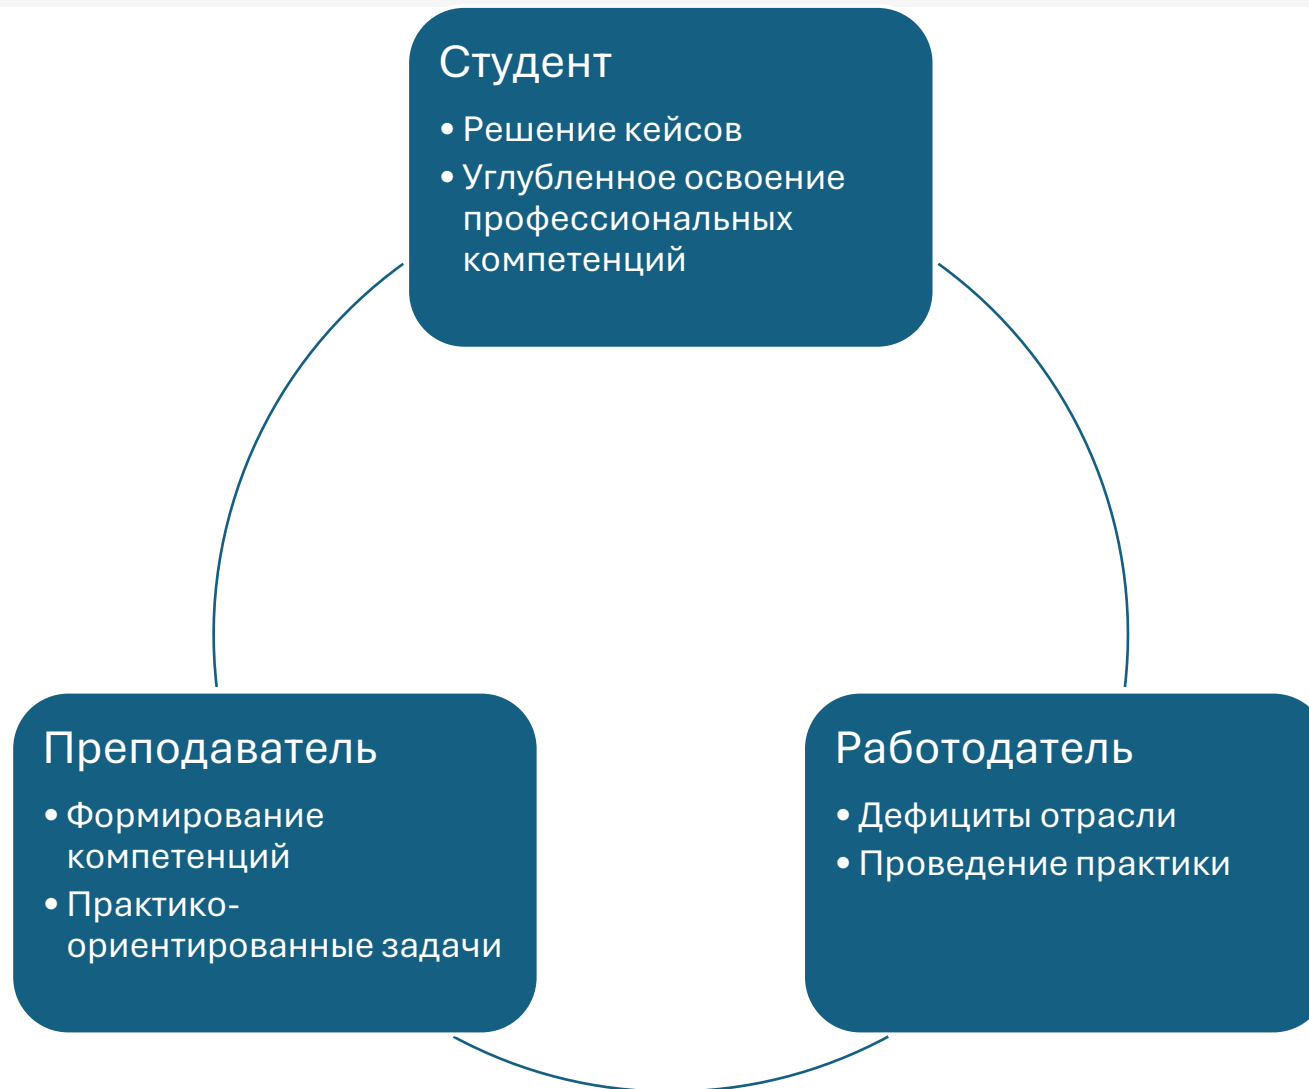 Студент
• Решение кейсов
• Углубленное освоение
профессиональных
компетенций
Преподаватель
• Формирование
компетенций
• Практико-
ориентированные задачи
Работодатель
• Дефициты отрасли
• Проведение практики